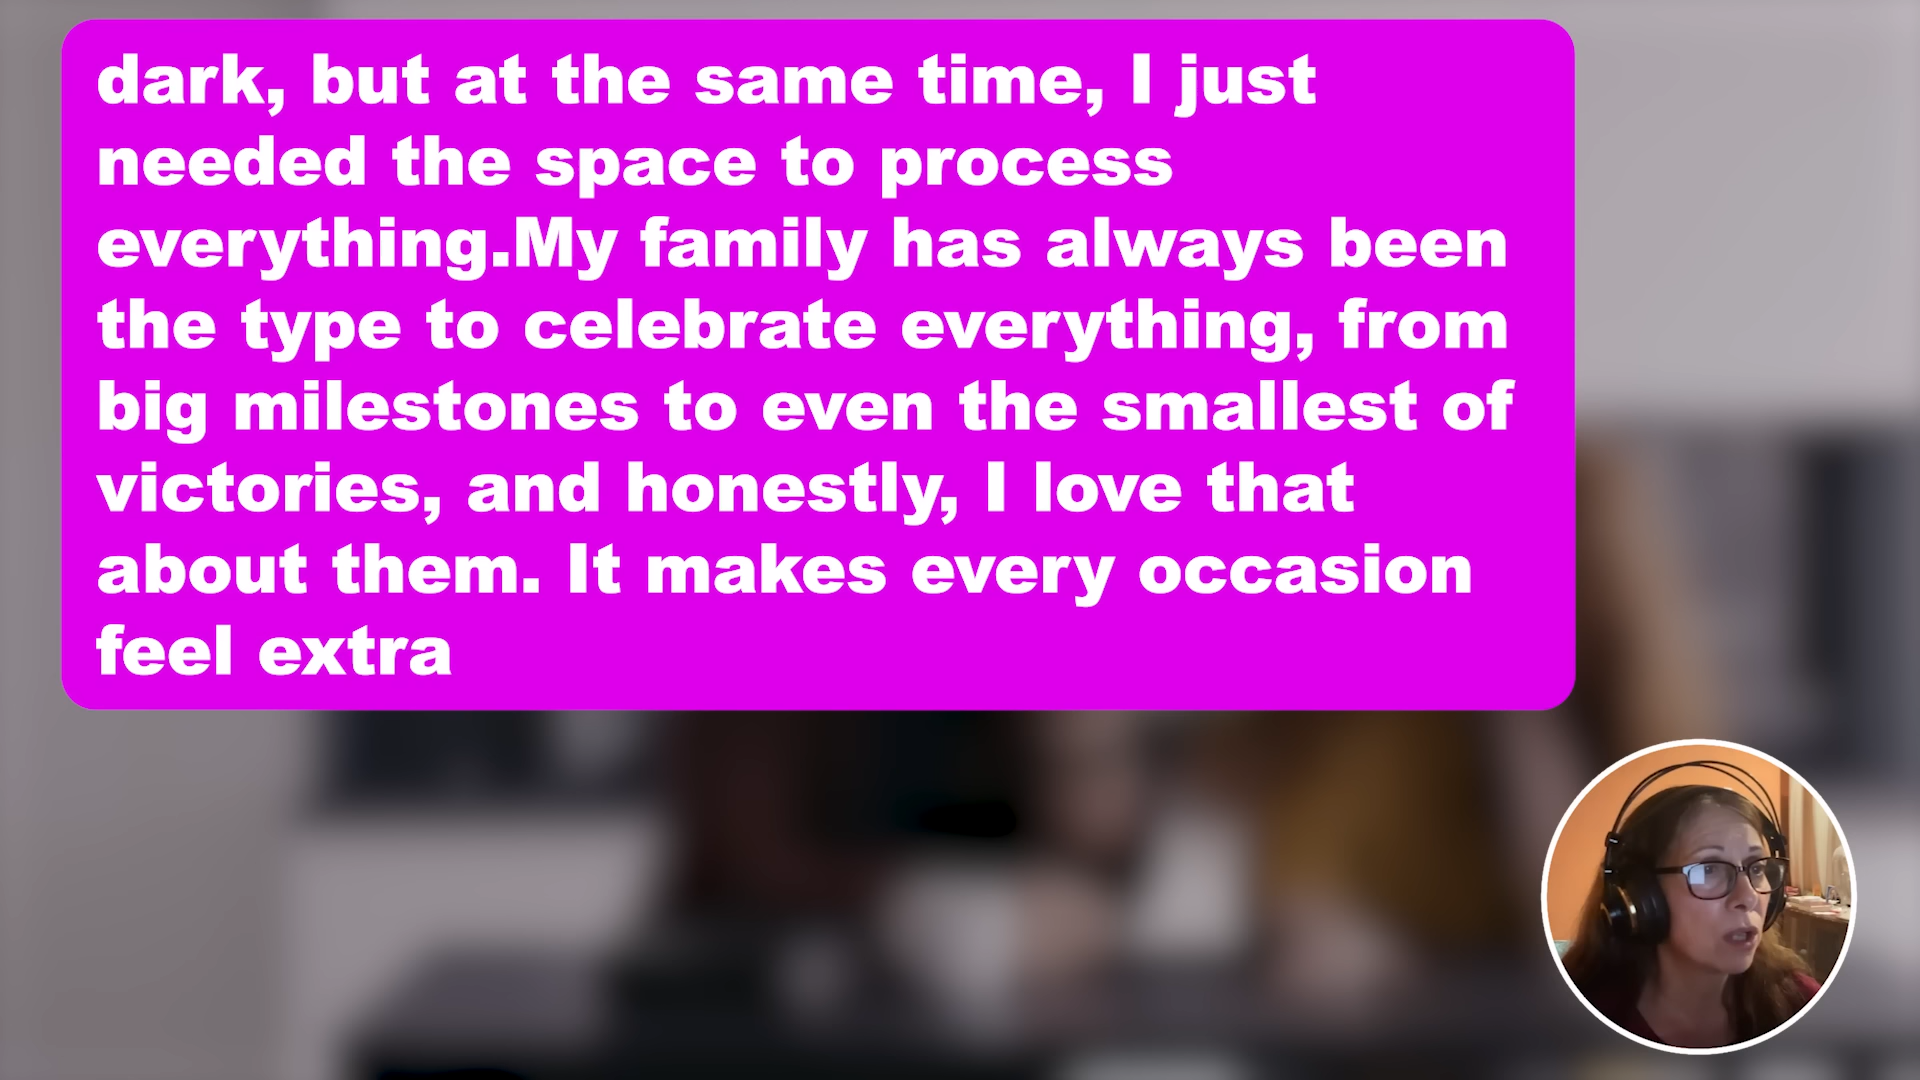 dark, but at the same time, I just
needed the space to process
everything.My family has always been
the type to celebrate everything, from
big milestones to even the smallest of
victories, and honestly, I love that
about them. It makes every occasion
feel extra